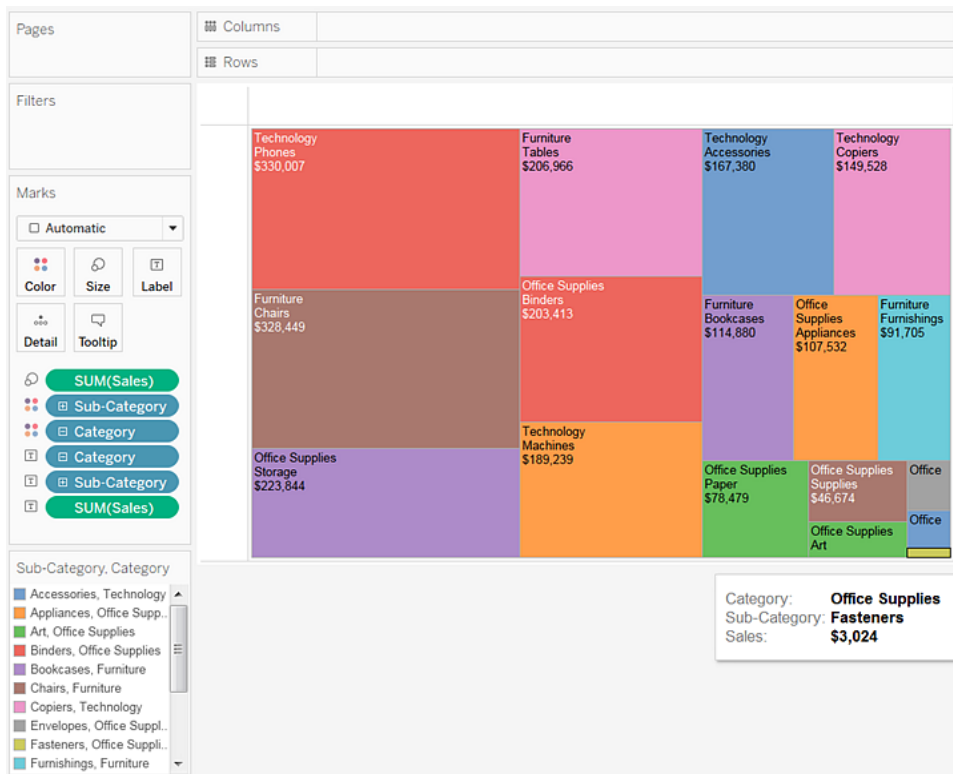 Pages
Columns
Rows
Filters
Marks
Automatic
Color
Size
Label
Detail
Tooltip
SUM(Sales)
Sub-Category
Category
Category
Sub-Category
SUM(Sales)
Sub-Category, Category
Accessories, Technology
Appliances, Office Supp..
Art, Office Supplies
Binders, Office Supplies
Bookcases, Furniture
Chairs, Furniture
Copiers, Technology
Envelopes, Office Suppl..
Fasteners, Office Suppli..
Furnishings, Furniture
Technology
Phones
$330,007
Furniture
Chairs
$328,449
Office Supplies
Storage
$223,844
Furniture
Tables
$206,966
Office Supplies
Binders
$203,413
Technology
Machines
$189,239
Technology
Accessories
$167,380
Technology
Copiers
$149,528
Furniture
Bookcases
$114,880
Office
Supplies
Appliances
$107,532
Furniture
Furnishings
$91,705
Office Supplies
Paper
$78,479
Office Supplies
Supplies
$46,674
Office Supplies
Art
Office
Office
Category: Office Supplies
Sub-Category: Fasteners
Sales: $3,024